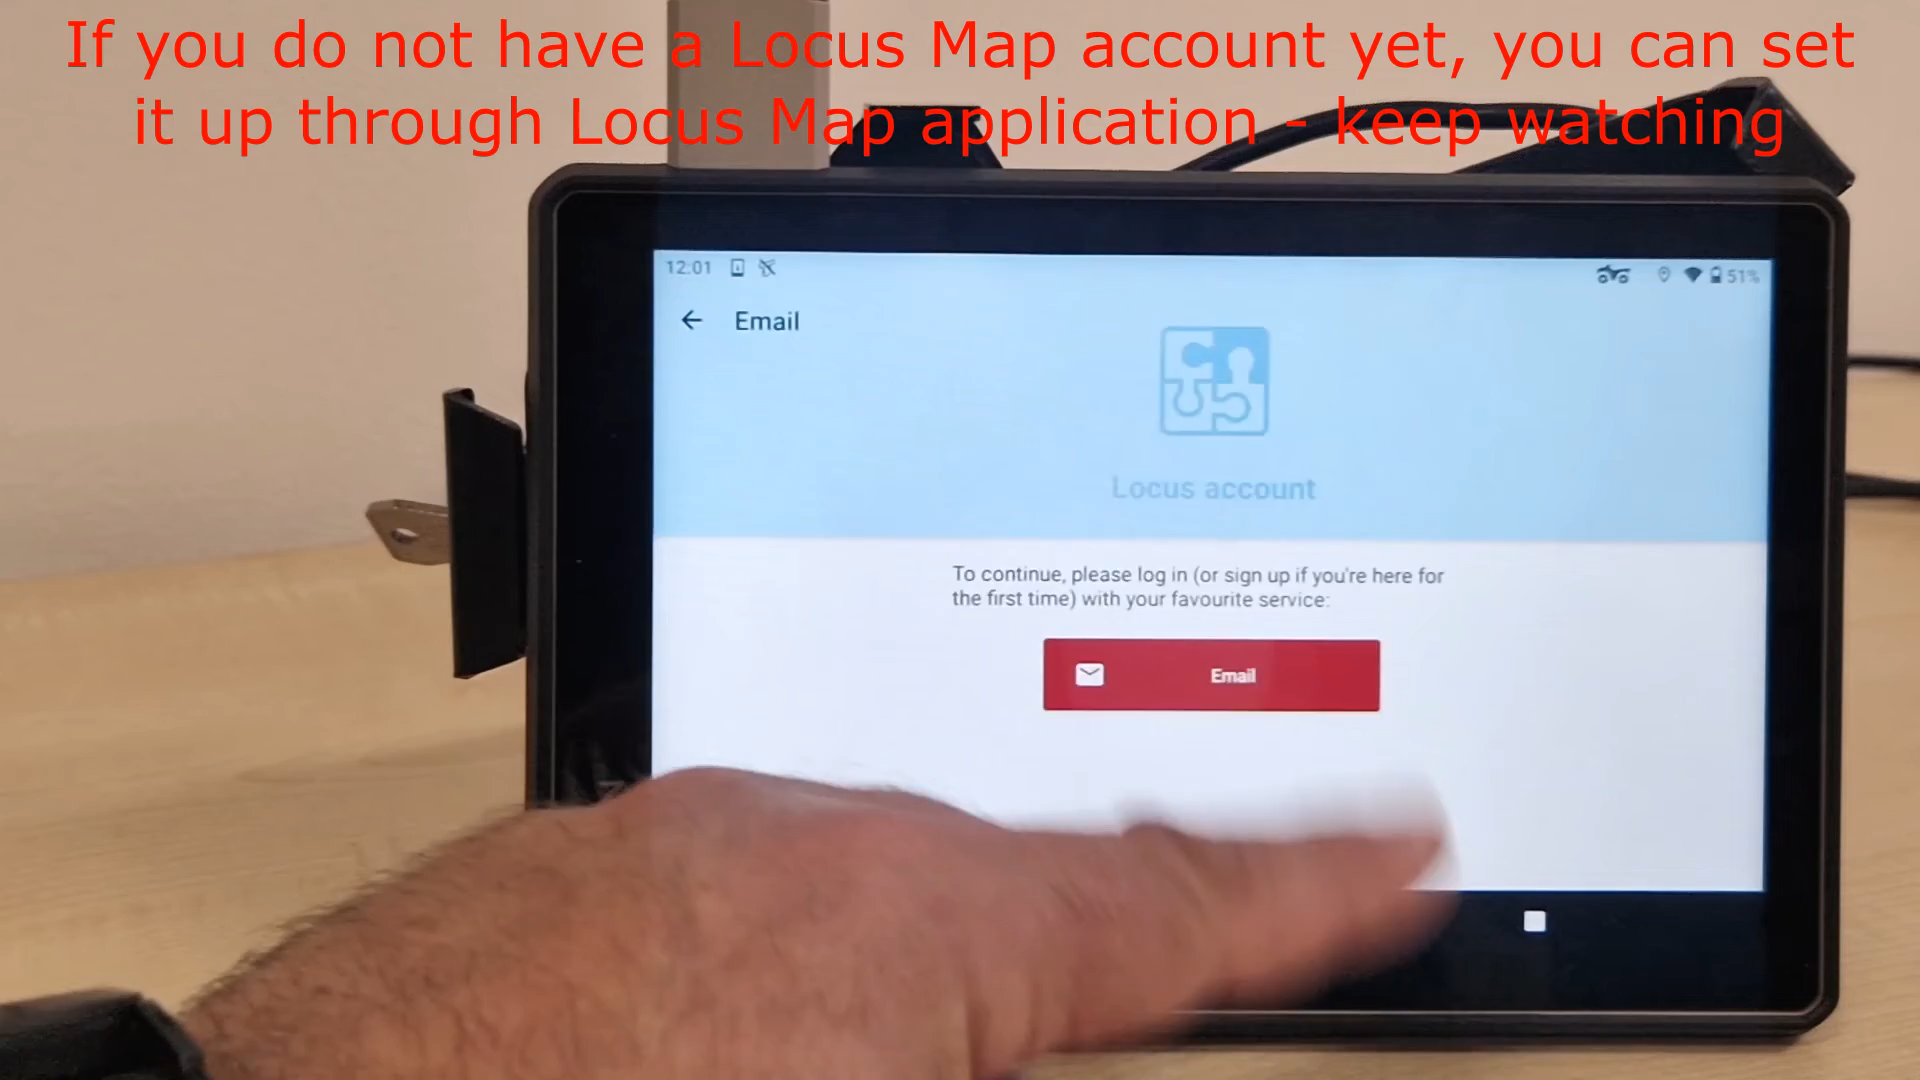 If you do not have a Locus Map account yet, you can set
it up through Locus Map application - keep watching
12:01
51%
Email
Locus account
To continue, please log in (or sign up if you're here for
the first time) with your favourite service:
Email